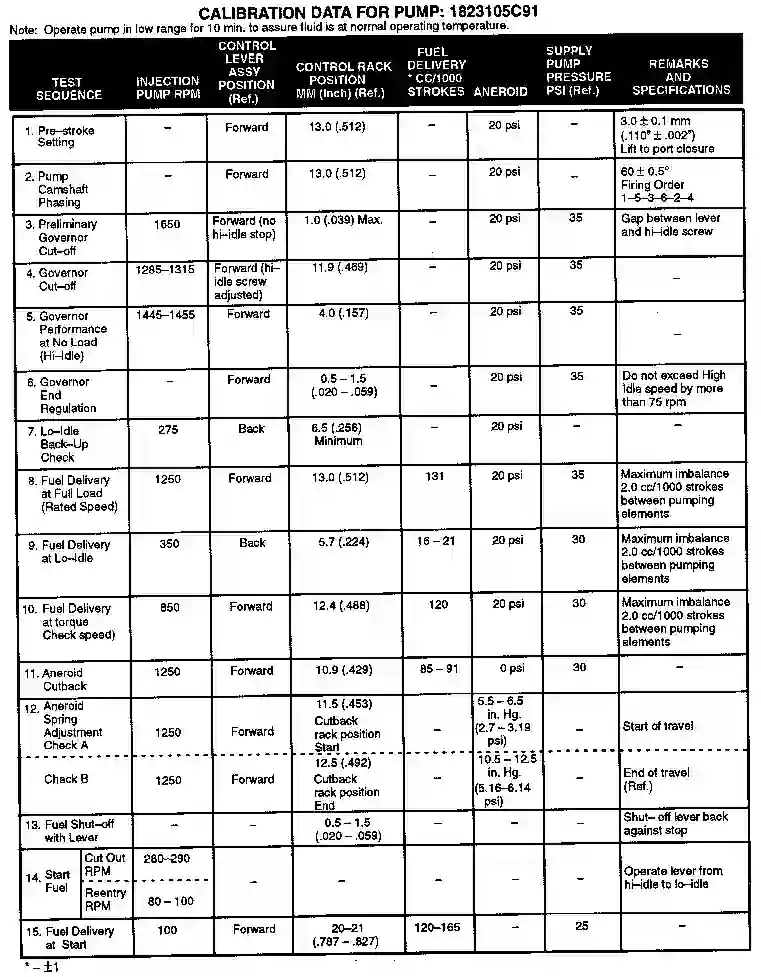 CALIBRATION DATA FOR PUMP: 1823105C91
Note: Operate pump in low range for 10 min. to assure fluid is at normal operating temperature.
TEST SEQUENCE | INJECTION PUMP RPM | CONTROL LEVER ASSY POSITION (Ref.) | CONTROL RACK POSITION MM (Inch) (Ref.) | FUEL DELIVERY * CC/1000 STROKES | ANEROID | SUPPLY PUMP PRESSURE PSI (Ref.) | REMARKS AND SPECIFICATIONS
1. Pre-stroke Setting | – | Forward | 13.0 (.512) | – | 20 psi | – | 3.0 ± 0.1 mm (.110" ± .002") Lift to port closure
2. Pump Camshaft Phasing | – | Forward | 13.0 (.512) | – | 20 psi | – | 60 ± 0.5° Firing Order 1-5-3-6-2-4
3. Preliminary Governor Cut-off | 1650 | Forward (no hi-idle stop) | 1.0 (.039) Max. | – | 20 psi | 35 | Gap between lever and hi-idle screw
4. Governor Cut-off | 1285-1315 | Forward (hi-idle screw adjusted) | 11.9 (.469) | – | 20 psi | 35 | –
5. Governor Performance at No Load (Hi-Idle) | 1445-1455 | Forward | 4.0 (.157) | – | 20 psi | 35 | –
6. Governor End Regulation | – | Forward | 0.5 – 1.5 (.020 – .059) | – | 20 psi | 35 | Do not exceed High Idle speed by more than 75 rpm
7. Lo-Idle Back-Up Check | 275 | Back | 6.5 (.256) Minimum | – | 20 psi | – | –
8. Fuel Delivery at Full Load (Rated Speed) | 1250 | Forward | 13.0 (.512) | 131 | 20 psi | 35 | Maximum imbalance 2.0 cc/1000 strokes between pumping elements
9. Fuel Delivery at Lo-Idle | 350 | Back | 5.7 (.224) | 16 – 21 | 20 psi | 30 | Maximum imbalance 2.0 cc/1000 strokes between pumping elements
10. Fuel Delivery at torque Check speed) | 850 | Forward | 12.4 (.488) | 120 | 20 psi | 30 | Maximum imbalance 2.0 cc/1000 strokes between pumping elements
11. Aneroid Cutback | 1250 | Forward | 10.9 (.429) | 85 – 91 | 0 psi | 30 | –
12. Aneroid Spring Adjustment Check A | 1250 | Forward | 11.5 (.453) Cutback rack position Start | – | 5.5 – 6.5 in. Hg. (2.7 – 3.19 psi) | – | Start of travel
Check B | 1250 | Forward | 12.5 (.492) Cutback rack position End | – | 10.5 – 12.5 in. Hg. (5.16–6.14 psi) | – | End of travel (Ref.)
13. Fuel Shut-off with Lever | – | – | 0.5 – 1.5 (.020 – .059) | – | – | – | Shut- off lever back against stop
14. Start Fuel | Cut Out RPM | 280–290 | – | – | – | – | – | Operate lever from hi-idle to lo-idle
Reentry RPM | 80 – 100
15. Fuel Delivery at Start | 100 | Forward | 20–21 (.787 – .827) | 120–165 | – | 25 | –
* – ±1